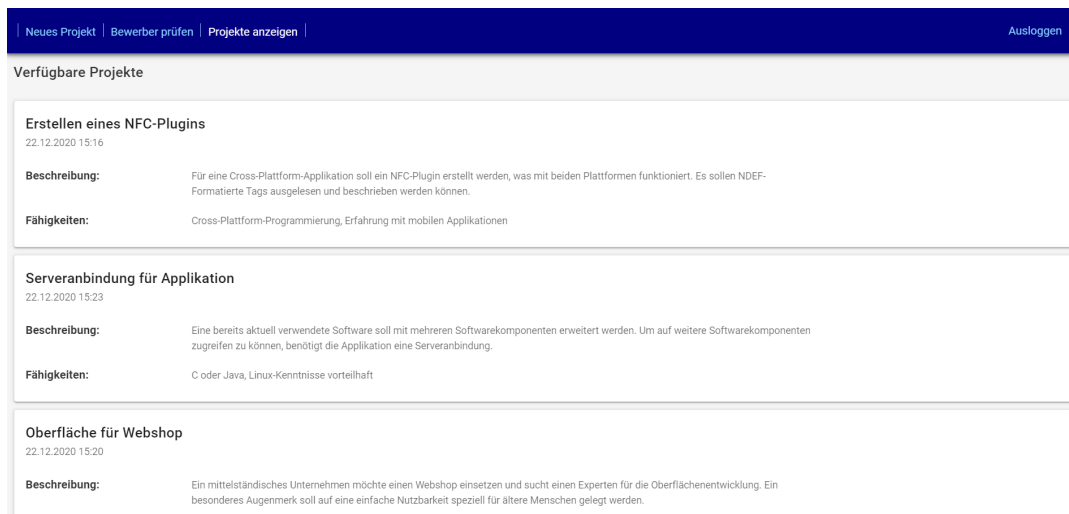 Neues Projekt Bewerber prüfen Projekte anzeigen Ausloggen
Verfügbare Projekte
Erstellen eines NFC-Plugins
22.12.2020 15:16
Beschreibung: Für eine Cross-Plattform-Applikation soll ein NFC-Plugin erstellt werden, was mit beiden Plattformen funktioniert. Es sollen NDEF-
Formatierte Tags ausgelesen und beschrieben werden können.
Fähigkeiten: Cross-Plattform-Programmierung, Erfahrung mit mobilen Applikationen
Serveranbindung für Applikation
22.12.2020 15:23
Beschreibung: Eine bereits aktuell verwendete Software soll mit mehreren Softwarekomponenten erweitert werden. Um auf weitere Softwarekomponenten
zugreifen zu können, benötigt die Applikation eine Serveranbindung.
Fähigkeiten: C oder Java, Linux-Kenntnisse vorteilhaft
Oberfläche für Webshop
22.12.2020 15:20
Beschreibung: Ein mittelständisches Unternehmen möchte einen Webshop einsetzen und sucht einen Experten für die Oberflächenentwicklung. Ein
besonderes Augenmerk soll auf eine einfache Nutzbarkeit speziell für ältere Menschen gelegt werden.